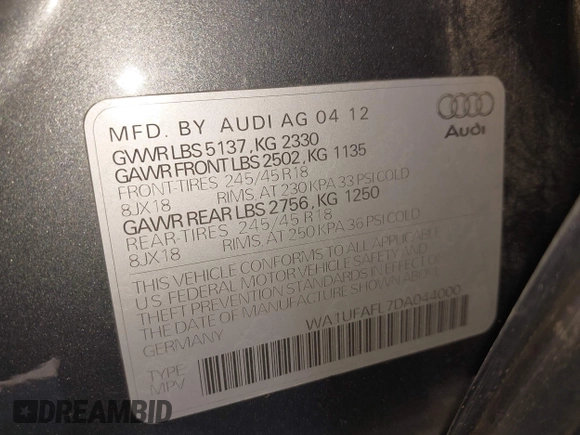 MFD. BY AUDI AG 04 12
GVWR LBS 5137, KG 2330
GAWR FRONT LBS 2502, KG 1135
FRONT-TIRES 245/45 R18
8JX18 RIMS, AT 230 KPA 33 PSI COLD
GAWR REAR LBS 2756, KG 1250
REAR-TIRES 245/45 R18
8JX18 RIMS, AT 250 KPA 36 PSI COLD
THIS VEHICLE CONFORMS TO ALL APPLICABLE
U.S. FEDERAL MOTOR VEHICLE SAFETY AND
THEFT PREVENTION STANDARDS IN EFFECT ON
THE DATE OF MANUFACTURE SHOWN ABOVE.
GERMANY WA1UFAFL7DA044000
TYPE
MPV
Audi
DREAMBID